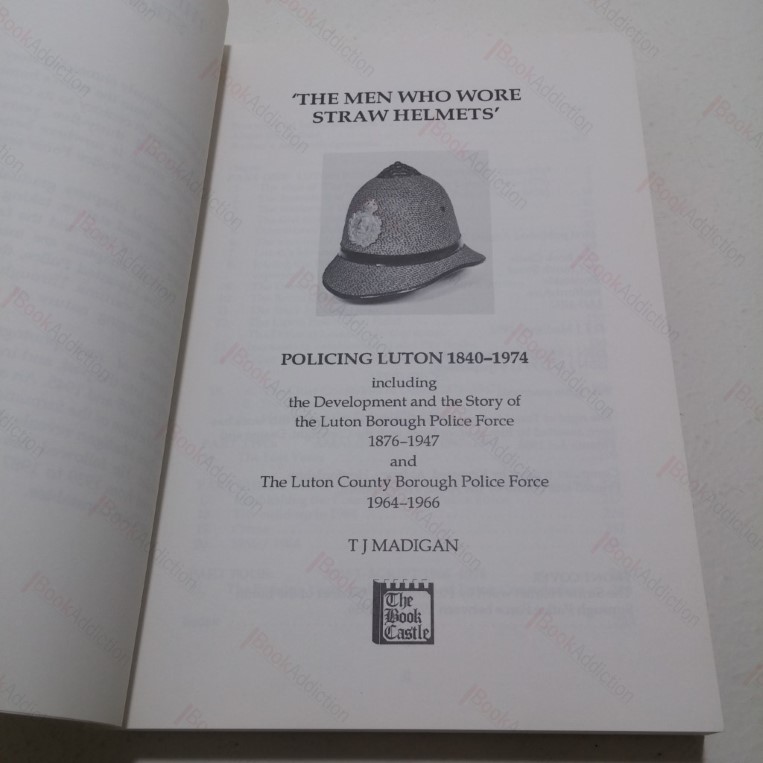 'THE MEN WHO WORE
STRAW HELMETS'
POLICING LUTON 1840–1974
including
the Development and the Story of
the Luton Borough Police Force
1876–1947
and
The Luton County Borough Police Force
1964–1966
T J MADIGAN
The
Book
Castle
BookAddiction